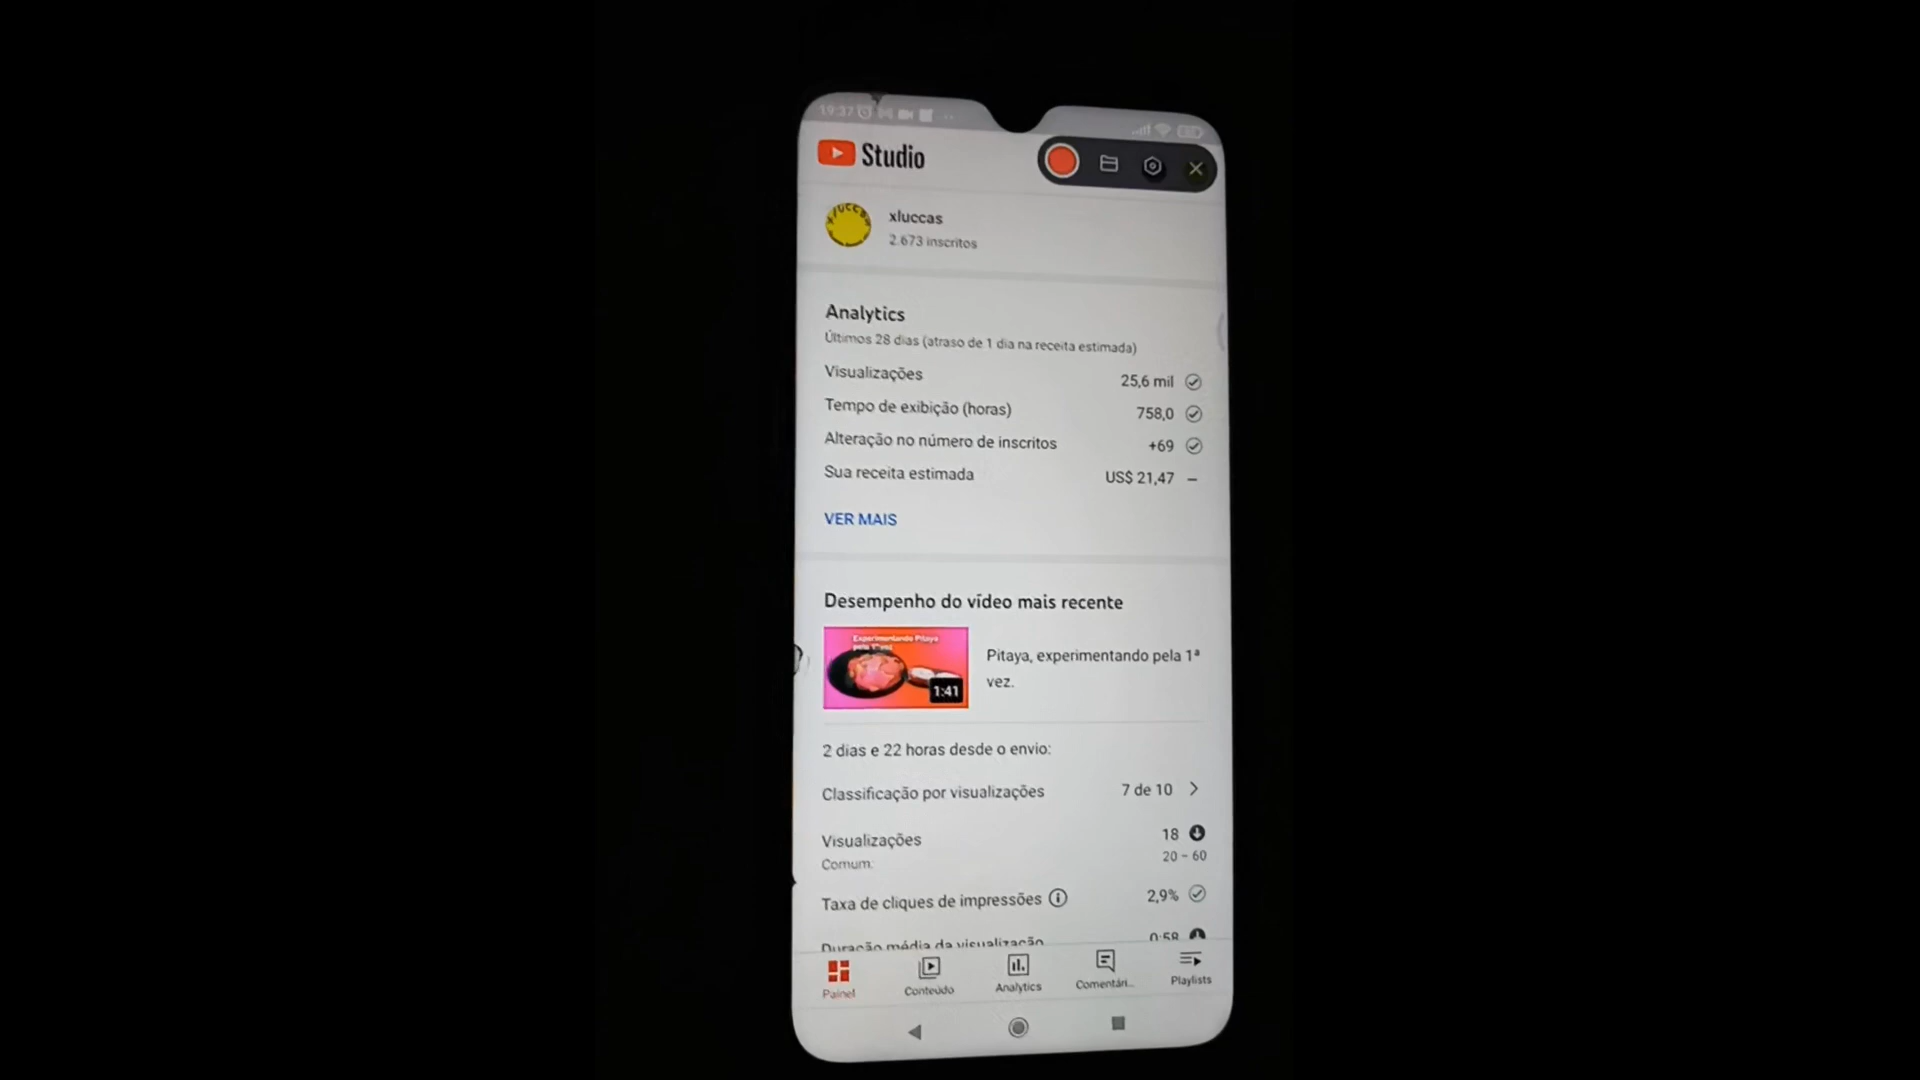 19:37
Studio
xluccas
2.673 inscritos
Analytics
Últimos 28 dias (atraso de 1 dia na receita estimada)
Visualizações 25,6 mil
Tempo de exibição (horas) 758,0
Alteração no número de inscritos +69
Sua receita estimada US$ 21,47 –
VER MAIS
Desempenho do vídeo mais recente
Experimentando Pitaya
pela 1ª vez
1:41
Pitaya, experimentando pela 1ª
vez.
2 dias e 22 horas desde o envio:
Classificação por visualizações 7 de 10
Visualizações 18
Comum: 20 – 60
Taxa de cliques de impressões 2,9%
Duração média da visualização 0:58
Painel
Conteúdo
Analytics
Comentári...
Playlists